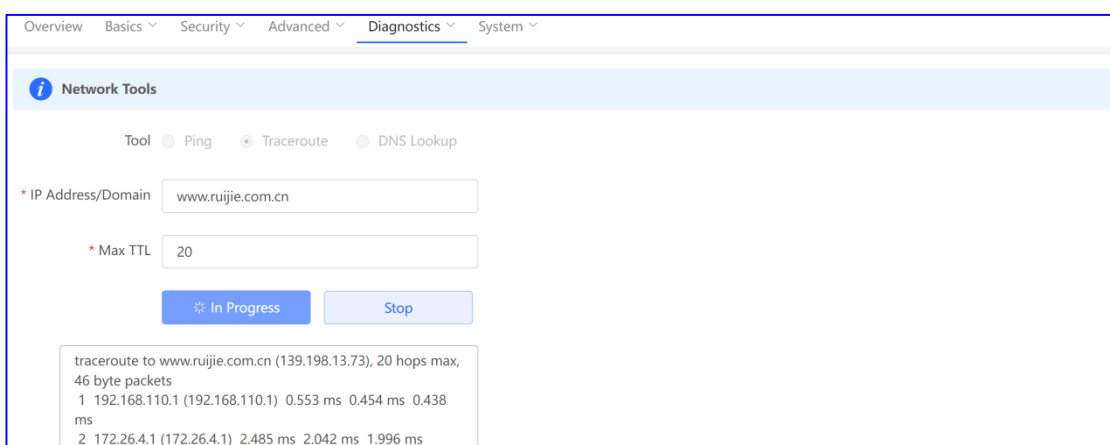 Overview Basics Security Advanced Diagnostics System
i Network Tools
Tool Ping Traceroute DNS Lookup
* IP Address/Domain www.ruijie.com.cn
* Max TTL 20
In Progress Stop
traceroute to www.ruijie.com.cn (139.198.13.73), 20 hops max,
46 byte packets
1 192.168.110.1 (192.168.110.1) 0.553 ms 0.454 ms 0.438
ms
2 172.26.4.1 (172.26.4.1) 2.485 ms 2.042 ms 1.996 ms